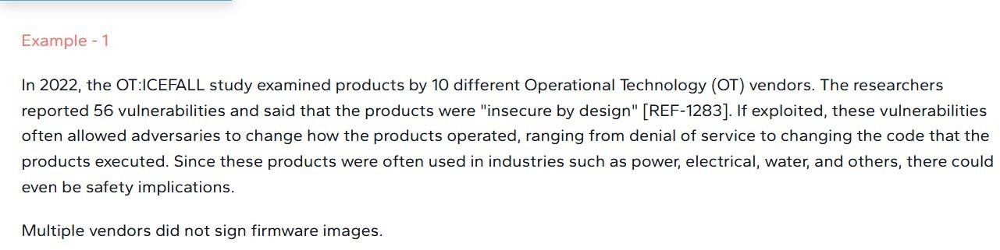 Example - 1
In 2022, the OT:ICEFALL study examined products by 10 different Operational Technology (OT) vendors. The researchers
reported 56 vulnerabilities and said that the products were "insecure by design" [REF-1283]. If exploited, these vulnerabilities
often allowed adversaries to change how the products operated, ranging from denial of service to changing the code that the
products executed. Since these products were often used in industries such as power, electrical, water, and others, there could
even be safety implications.
Multiple vendors did not sign firmware images.